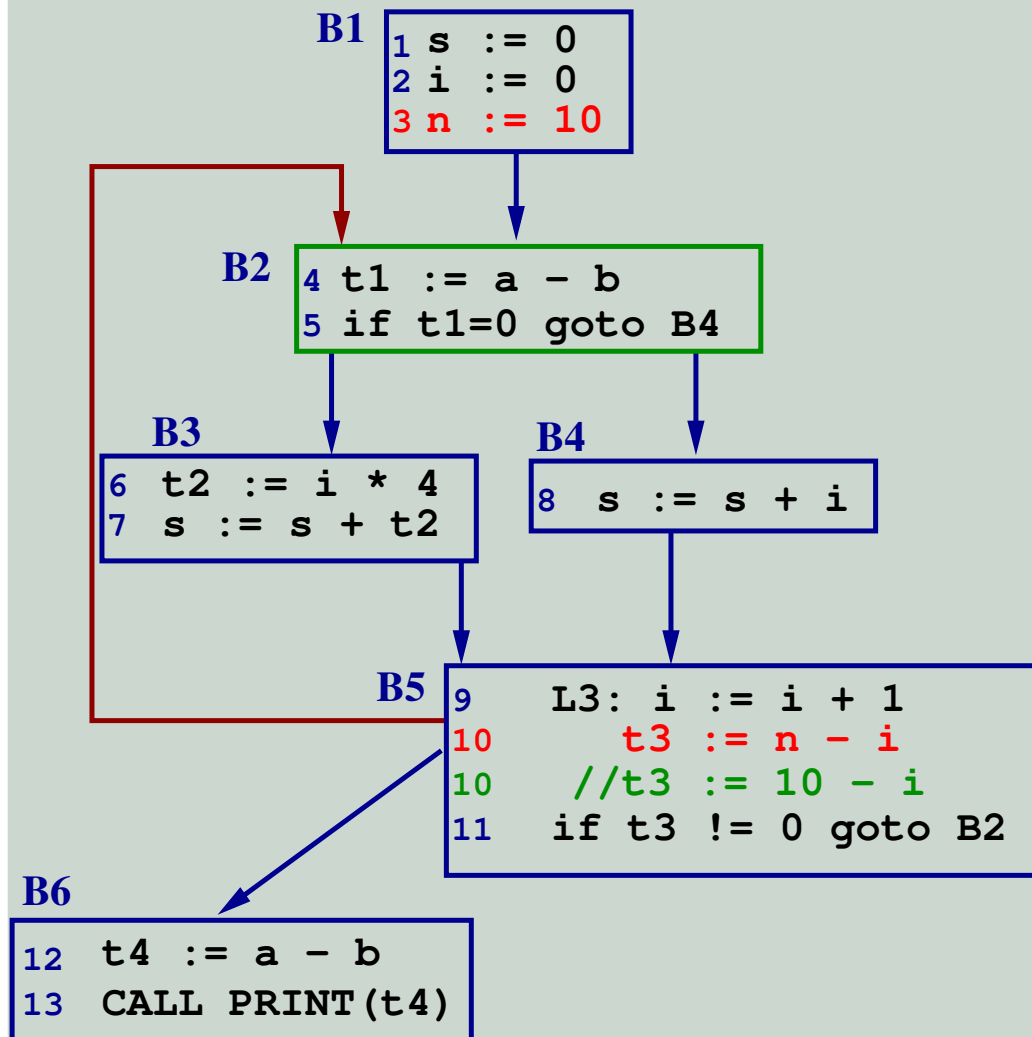 B1
1 s := 0
2 i := 0
3 n := 10
B2
4 t1 := a - b
5 if t1=0 goto B4
B3
6 t2 := i * 4
7 s := s + t2
B4
8 s := s + i
B5
9 L3: i := i + 1
10 t3 := n - i
10 //t3 := 10 - i
11 if t3 != 0 goto B2
B6
12 t4 := a - b
13 CALL PRINT(t4)